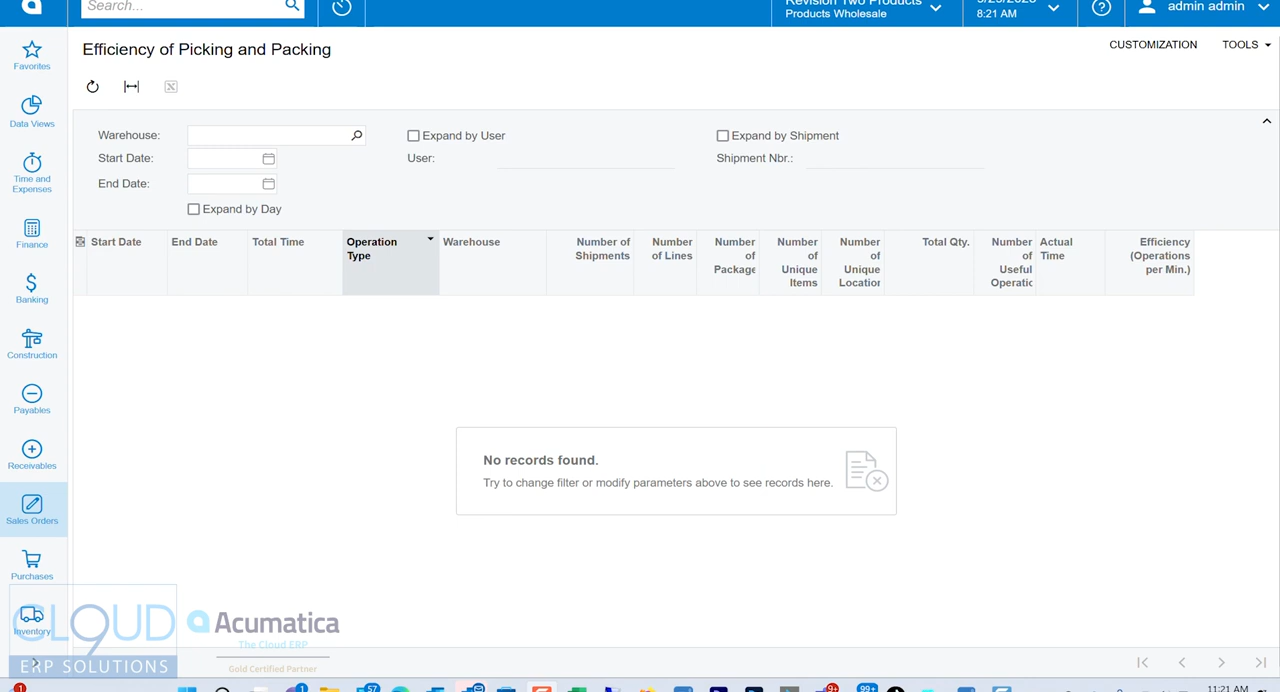 Search...
Revision Two Products
Products Wholesale
8:21 AM
admin admin
Favorites
Data Views
Time and
Expenses
Finance
Banking
Construction
Payables
Receivables
Sales Orders
Purchases
Inventory
Efficiency of Picking and Packing
CUSTOMIZATION
TOOLS
Warehouse:
Start Date:
End Date:
Expand by Day
Expand by User
User:
Expand by Shipment
Shipment Nbr.:
Start Date
End Date
Total Time
Operation
Type
Warehouse
Number of
Shipments
Number
of Lines
Number
of
Package
Number
of
Unique
Items
Number
of
Unique
Location
Total Qty.
Number
of
Useful
Operatic
Actual
Time
Efficiency
(Operations
per Min.)
No records found.
Try to change filter or modify parameters above to see records here.
CLOUD
ERP SOLUTIONS
Acumatica
The Cloud ERP
Gold Certified Partner
1
1
57
9+
99+
11:21 AM